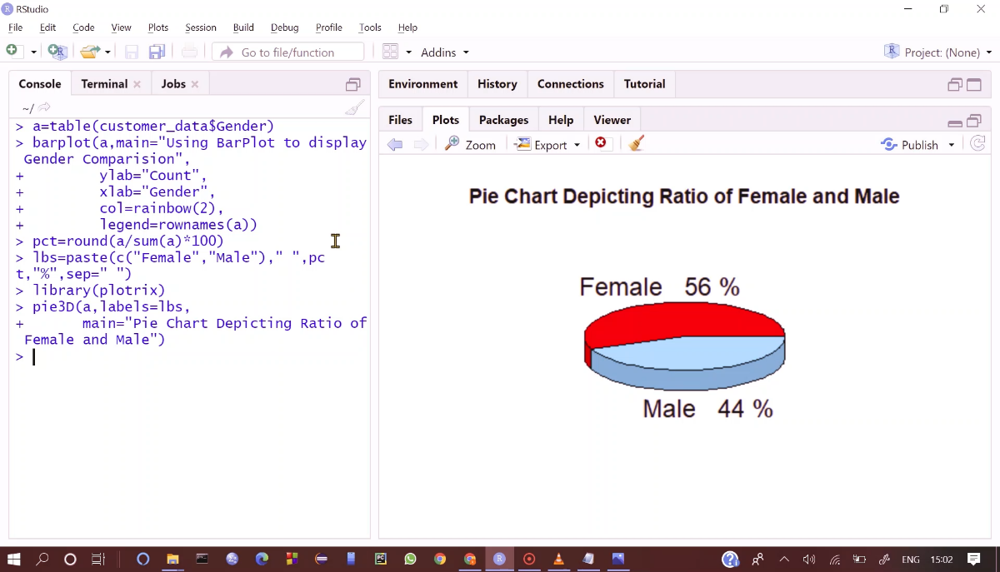 RStudio
File Edit Code View Plots Session Build Debug Profile Tools Help
Go to file/function Addins Project: (None)
Console Terminal Jobs
~/
> a=table(customer_data$Gender)
> barplot(a,main="Using BarPlot to display
Gender Comparision",
+ ylab="Count",
+ xlab="Gender",
+ col=rainbow(2),
+ legend=rownames(a))
> pct=round(a/sum(a)*100)
> lbs=paste(c("Female","Male")," ",pc
t,"%",sep=" ")
> library(plotrix)
> pie3D(a,labels=lbs,
+ main="Pie Chart Depicting Ratio of
Female and Male")
>
Environment History Connections Tutorial
Files Plots Packages Help Viewer
Zoom Export Publish
Pie Chart Depicting Ratio of Female and Male
Female 56 %
Male 44 %
ENG 15:02